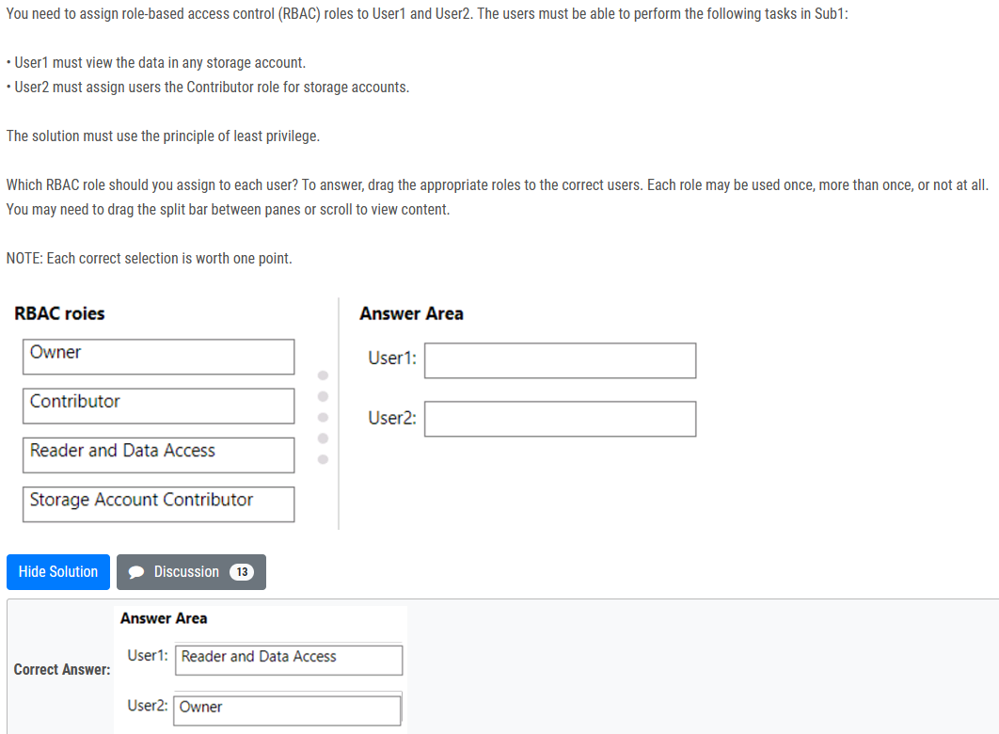 You need to assign role-based access control (RBAC) roles to User1 and User2. The users must be able to perform the following tasks in Sub1:
• User1 must view the data in any storage account.
• User2 must assign users the Contributor role for storage accounts.
The solution must use the principle of least privilege.
Which RBAC role should you assign to each user? To answer, drag the appropriate roles to the correct users. Each role may be used once, more than once, or not at all.
You may need to drag the split bar between panes or scroll to view content.
NOTE: Each correct selection is worth one point.
RBAC roies
Owner
Contributor
Reader and Data Access
Storage Account Contributor
Answer Area
User1:
User2:
Hide Solution
Discussion 13
Correct Answer:
Answer Area
User1: Reader and Data Access
User2: Owner